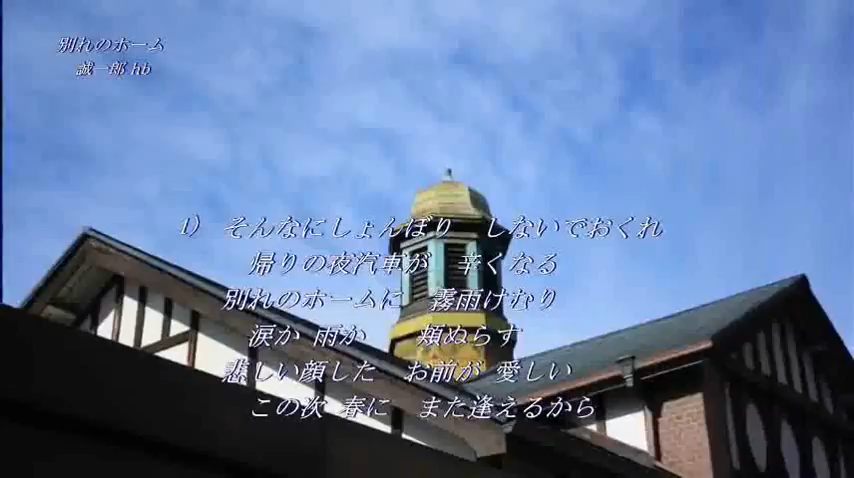 別れのホーム
誠一郎 hb
1) そんなにしょんぼり しないでおくれ
帰りの夜汽車が 辛くなる
別れのホームに 霧雨けむり
涙か 雨か 頬ぬらす
悲しい顔した お前が 愛しい
この次 春に また逢えるから